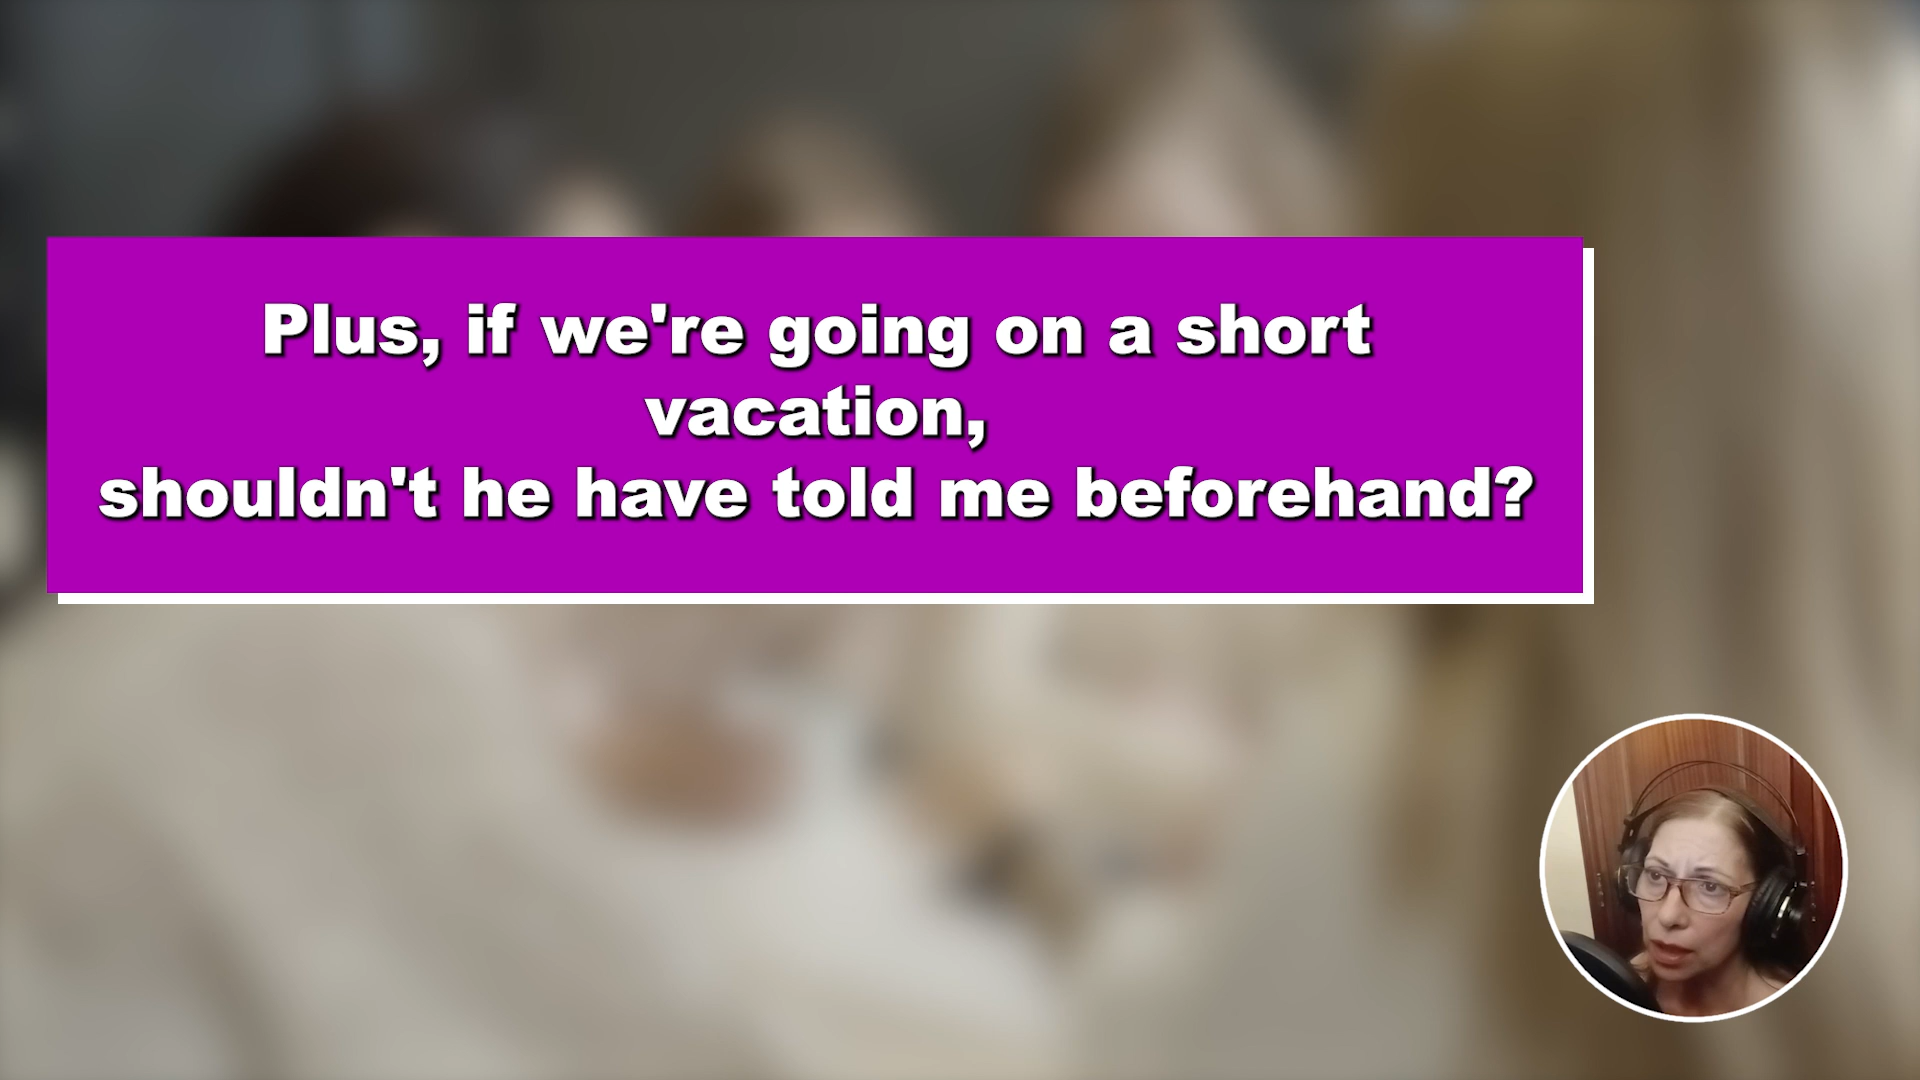 Plus, if we're going on a short
vacation,
shouldn't he have told me beforehand?